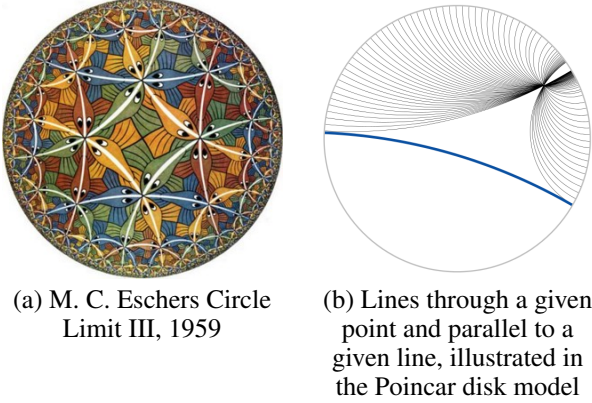 (a) M. C. Eschers Circle
Limit III, 1959
(b) Lines through a given
point and parallel to a
given line, illustrated in
the Poincar disk model